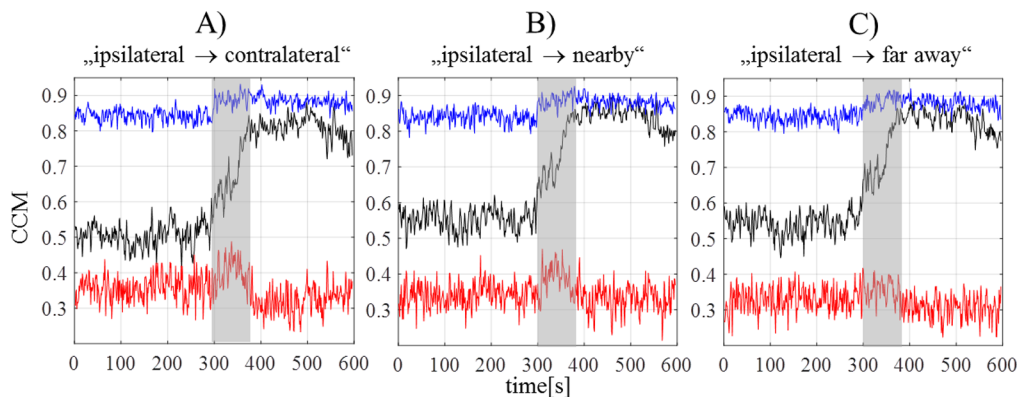 A)
„ipsilateral → contralateral“
B)
„ipsilateral → nearby“
C)
„ipsilateral → far away“
CCM
0.9
0.8
0.7
0.6
0.5
0.4
0.3
0 100 200 300 400 500 600
0.9
0.8
0.7
0.6
0.5
0.4
0.3
0 100 200 300 400 500 600
0.9
0.8
0.7
0.6
0.5
0.4
0.3
0 100 200 300 400 500 600
time[s]